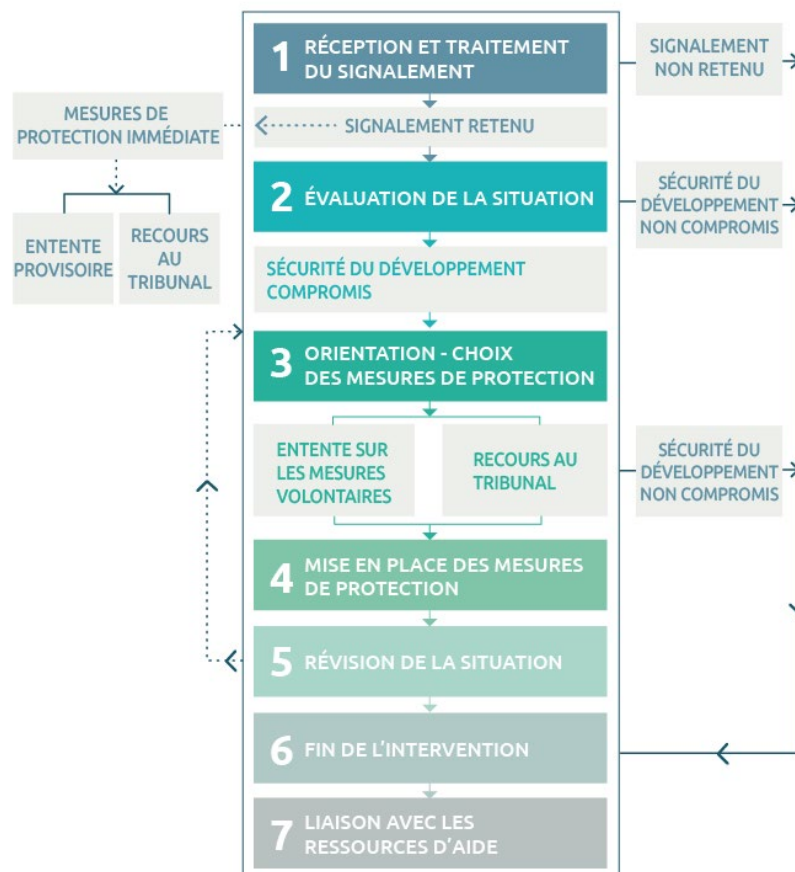 1 RÉCEPTION ET TRAITEMENT
DU SIGNALEMENT
SIGNALEMENT
NON RETENU
MESURES DE
PROTECTION IMMÉDIATE
SIGNALEMENT RETENU
ENTENTE
PROVISOIRE
RECOURS
AU
TRIBUNAL
2 ÉVALUATION DE LA SITUATION
SÉCURITÉ DU
DÉVELOPPEMENT
NON COMPROMIS
SÉCURITÉ DU DÉVELOPPEMENT
COMPROMIS
3 ORIENTATION - CHOIX
DES MESURES DE PROTECTION
ENTENTE SUR
LES MESURES
VOLONTAIRES
RECOURS AU
TRIBUNAL
SÉCURITÉ DU
DÉVELOPPEMENT
NON COMPROMIS
4 MISE EN PLACE DES MESURES
DE PROTECTION
5 RÉVISION DE LA SITUATION
6 FIN DE L'INTERVENTION
7 LIAISON AVEC LES
RESSOURCES D'AIDE